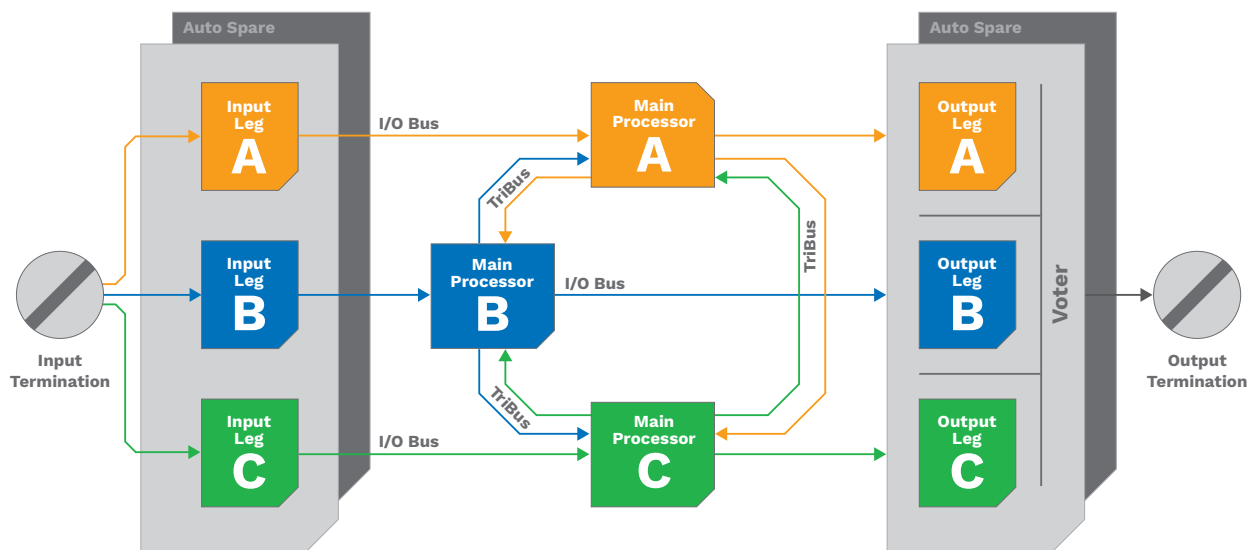 Auto Spare
Auto Spare
Input
Leg
A
I/O Bus
Main
Processor
A
Output
Leg
A
TriBus
TriBus
Input
Leg
B
Main
Processor
B
I/O Bus
Output
Leg
B
Voter
Input
Termination
Output
Termination
TriBus
Input
Leg
C
I/O Bus
Main
Processor
C
Output
Leg
C